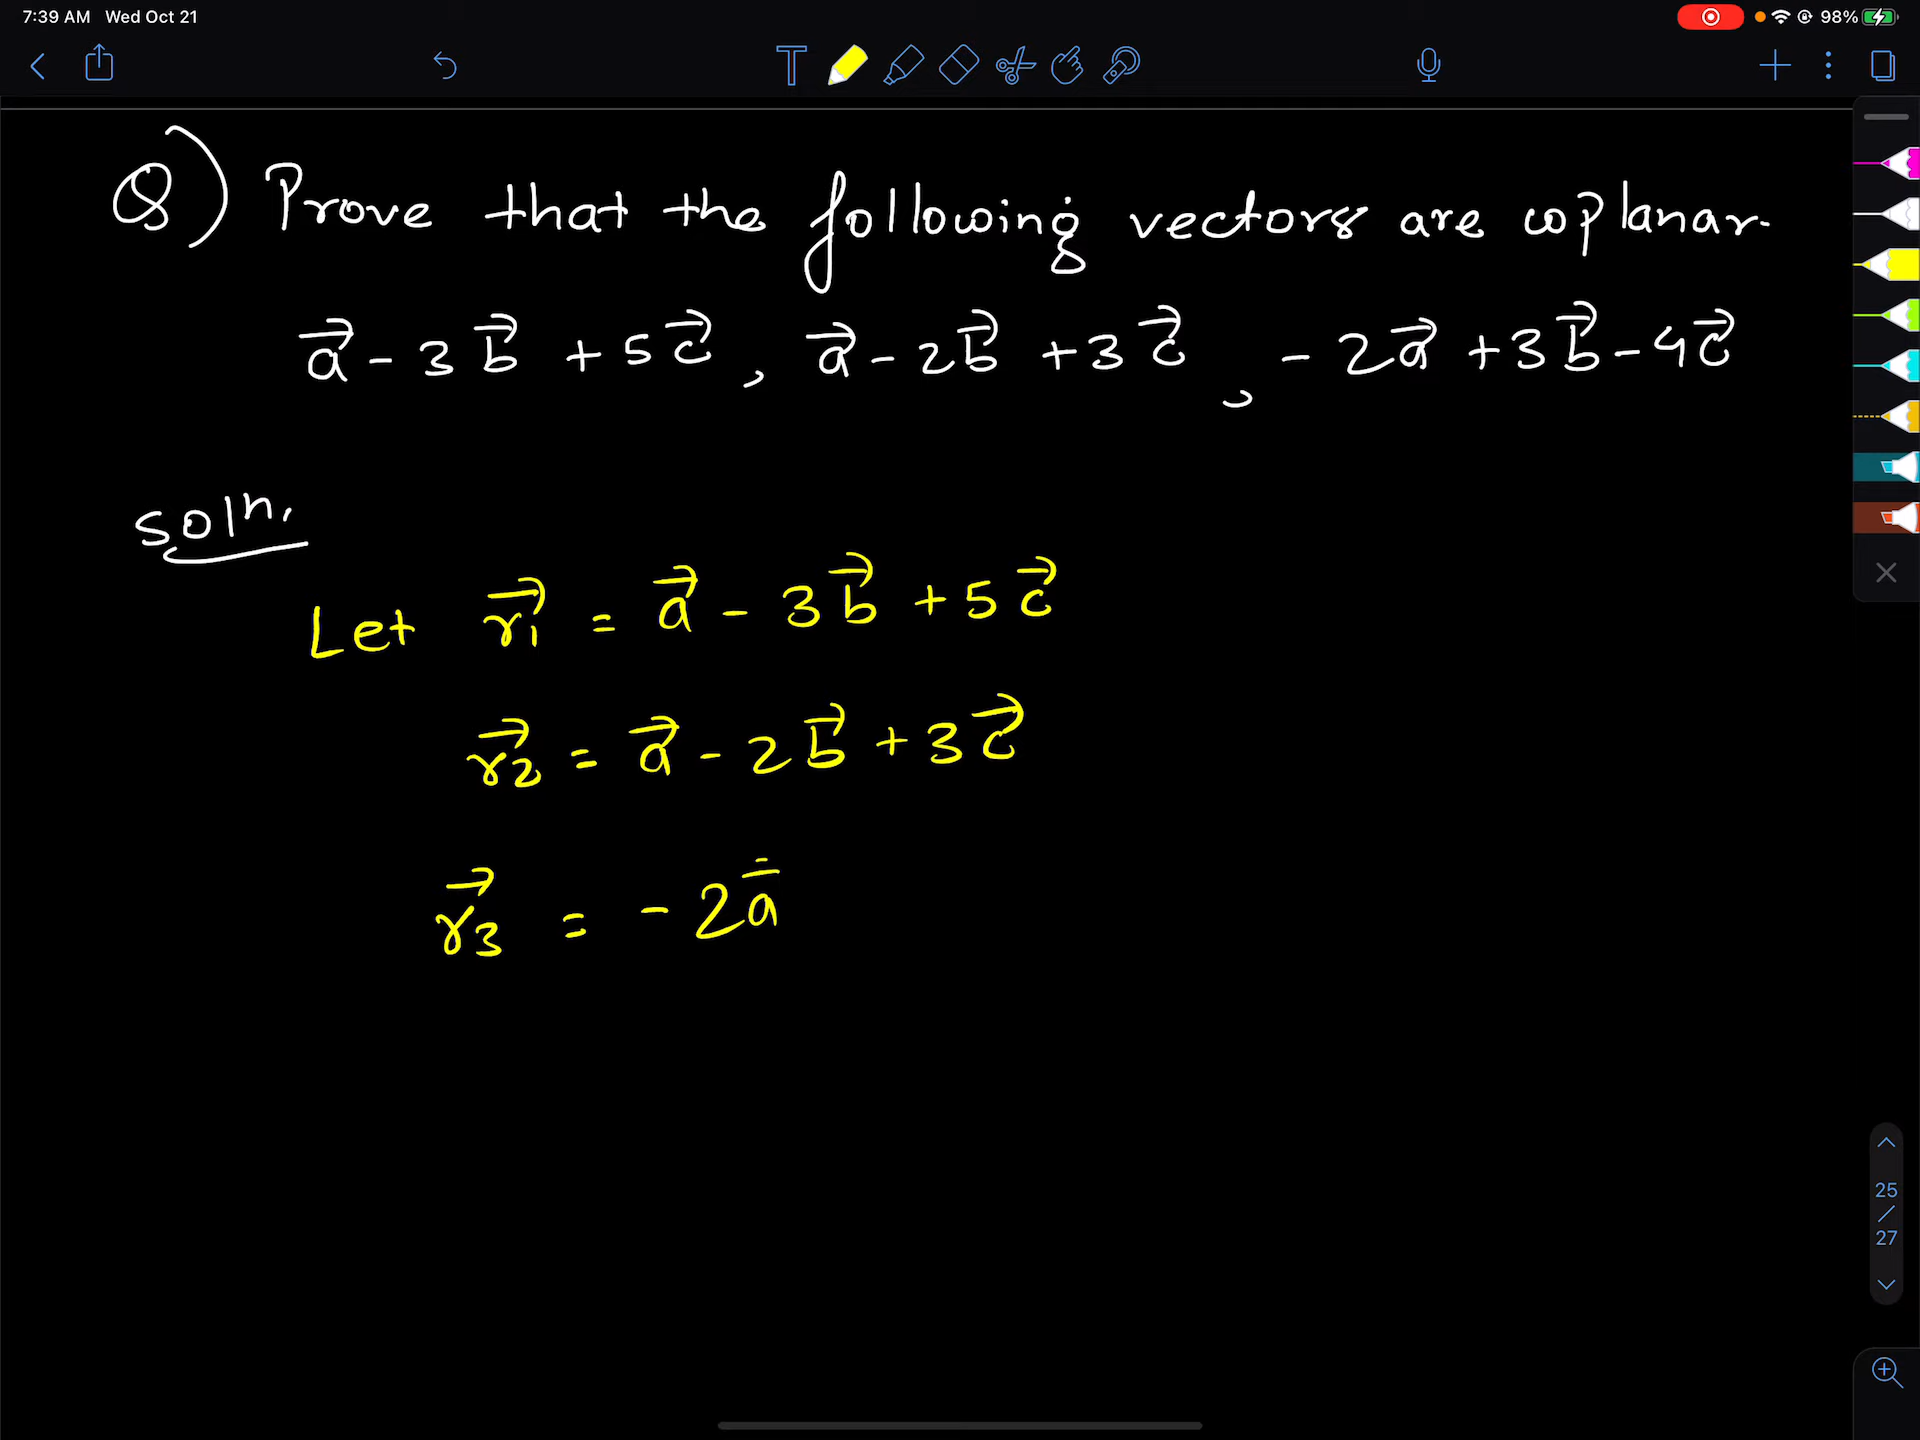 7:39 AM Wed Oct 21 98%
T
Q) Prove that the following vectors are coplanar.
a⃗ - 3b⃗ + 5c⃗ , a⃗ - 2b⃗ + 3c⃗ , - 2a⃗ + 3b⃗ - 4c⃗
soln.
Let r⃗₁ = a⃗ - 3b⃗ + 5c⃗
r⃗₂ = a⃗ - 2b⃗ + 3c⃗
r⃗₃ = - 2a̅
25
/
27